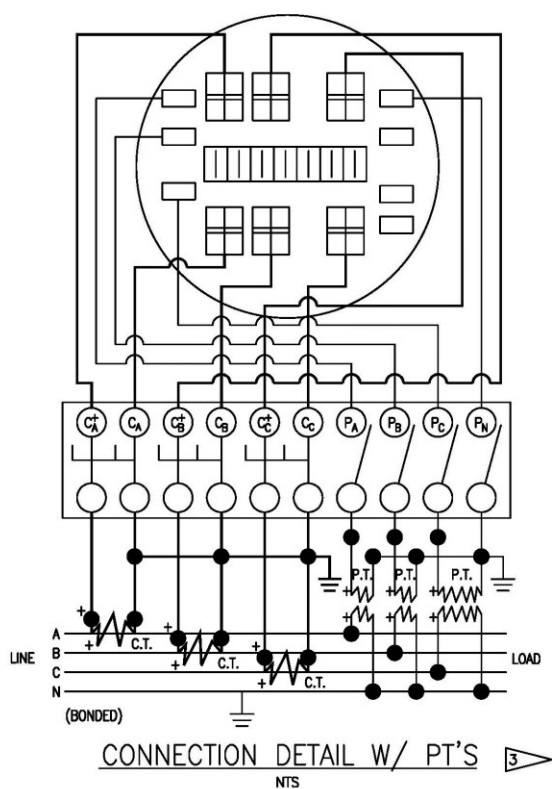 C+A CA C+B CB C+C CC PA PB PC PN
P.T. P.T. P.T.
+ + + + +
+ + + + + +
A
C.T.
B
LINE
C.T.
LOAD
C
C.T.
N
(BONDED)
CONNECTION DETAIL W/ PT'S
3
NTS